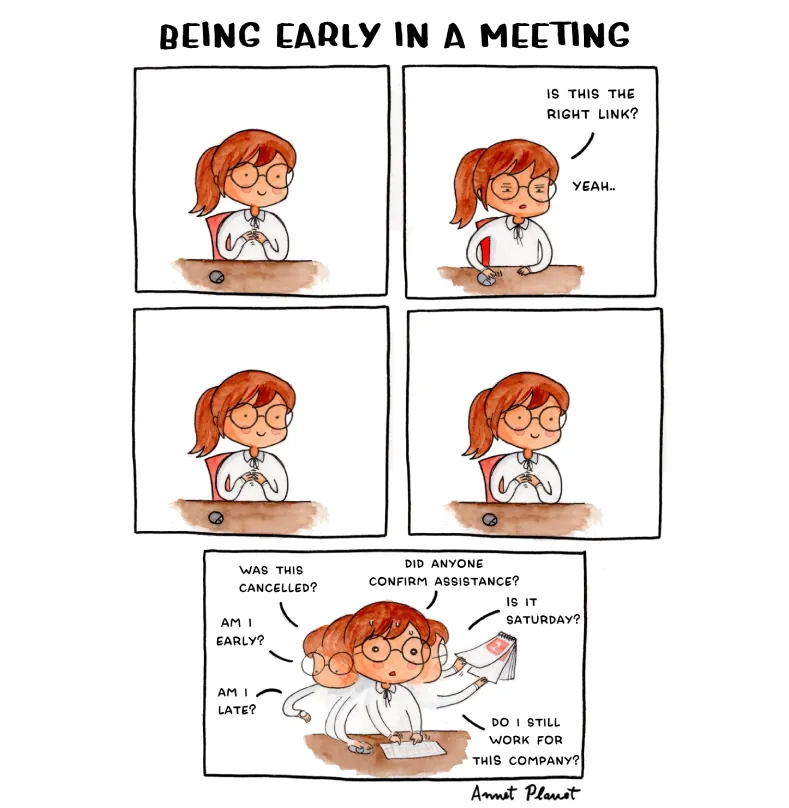 BEING EARLY IN A MEETING
IS THIS THE
RIGHT LINK?
YEAH..
WAS THIS
CANCELLED?
DID ANYONE
CONFIRM ASSISTANCE?
IS IT
SATURDAY?
AM I
EARLY?
AM I
LATE?
DO I STILL
WORK FOR
THIS COMPANY?
Annet Planet